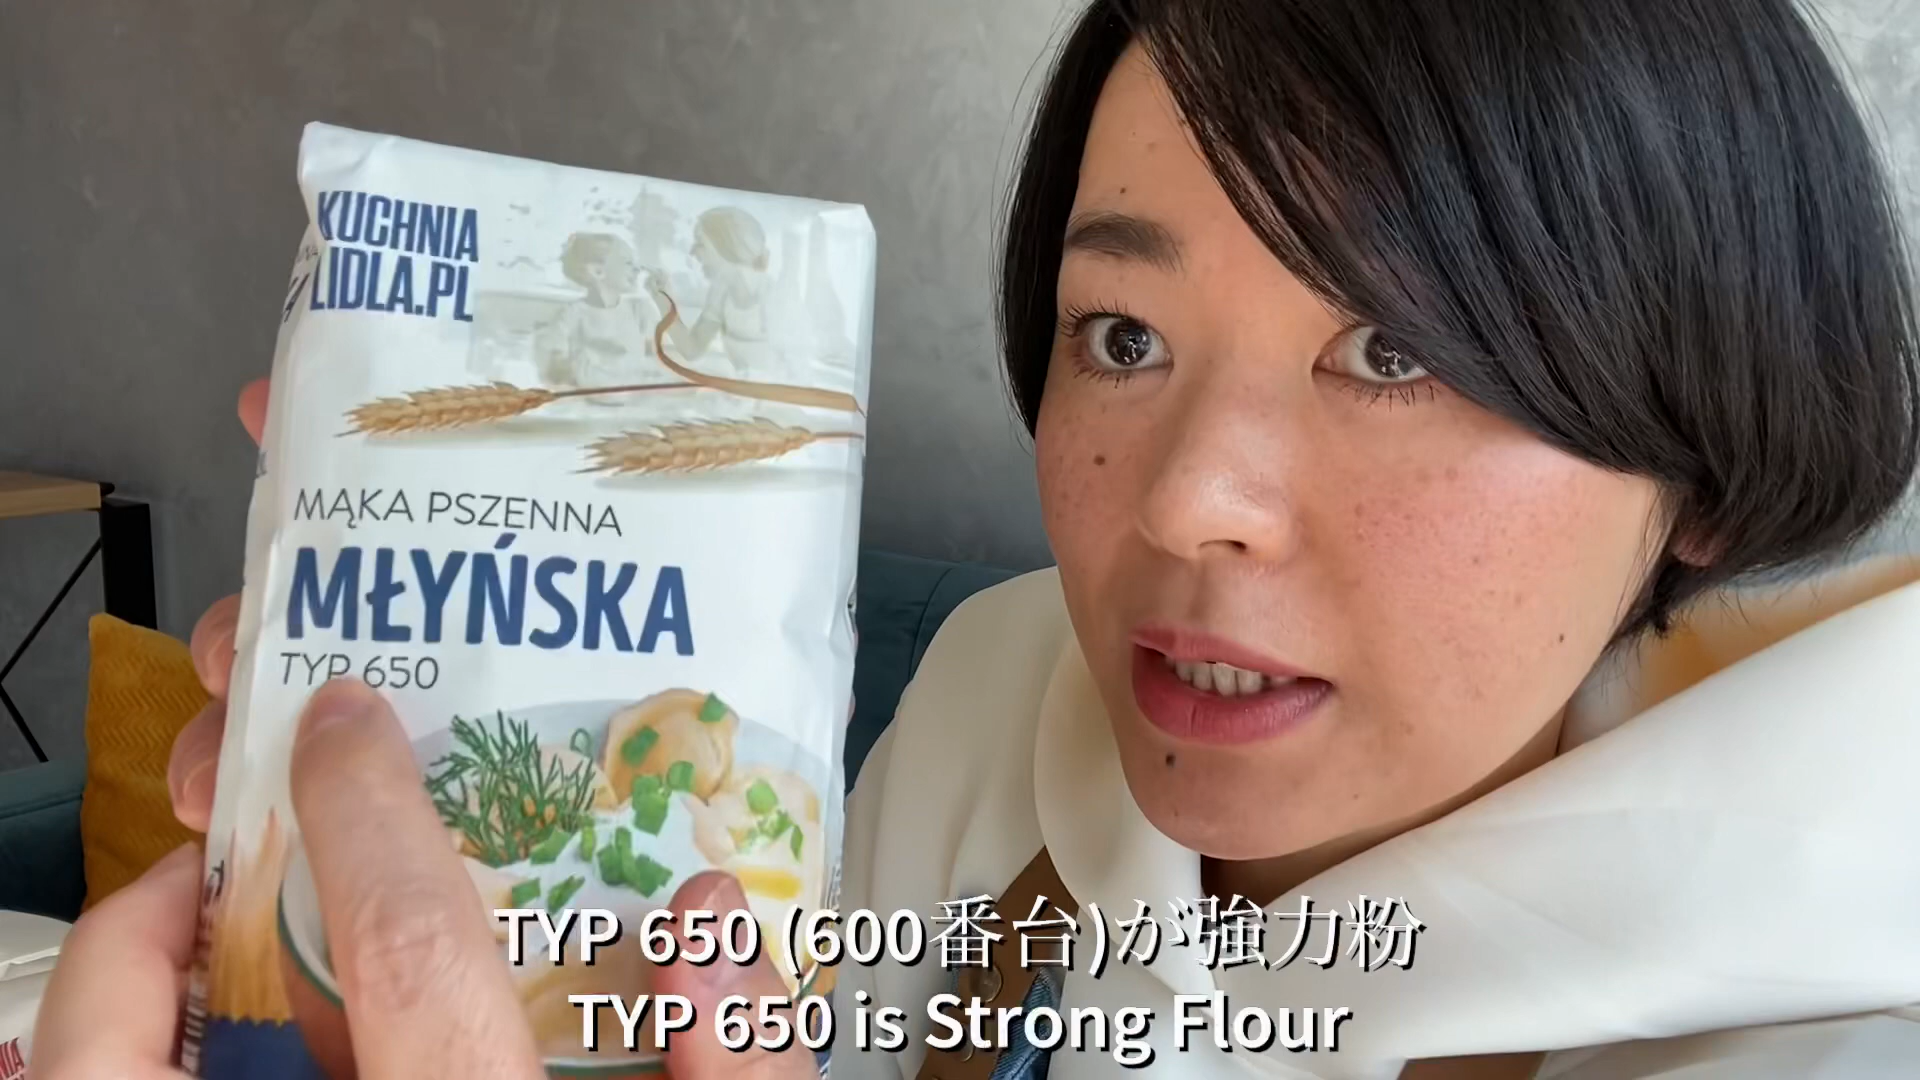 KUCHNIA
LIDLA.PL
MĄKA PSZENNA
MŁYŃSKA
TYP 650
TYP 650 (600番台)が強力粉
TYP 650 is Strong Flour